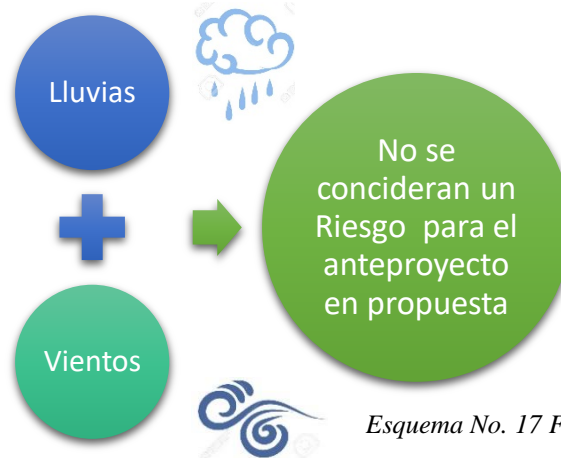 Lluvias
No se
concideran un
Riesgo para el
anteproyecto
en propuesta
Vientos
Esquema No. 17 F